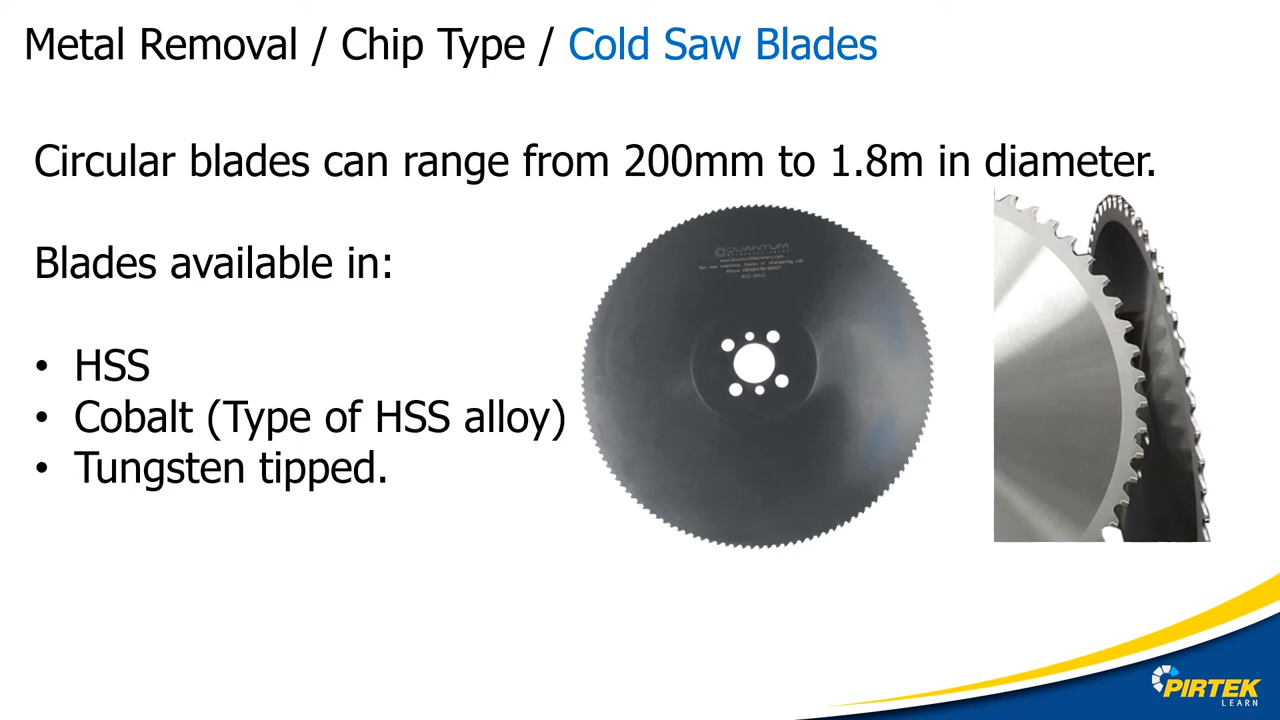 Metal Removal / Chip Type / Cold Saw Blades
Circular blades can range from 200mm to 1.8m in diameter.
Blades available in:
• HSS
• Cobalt (Type of HSS alloy)
• Tungsten tipped.
QUANTUM
PIRTEK
LEARN